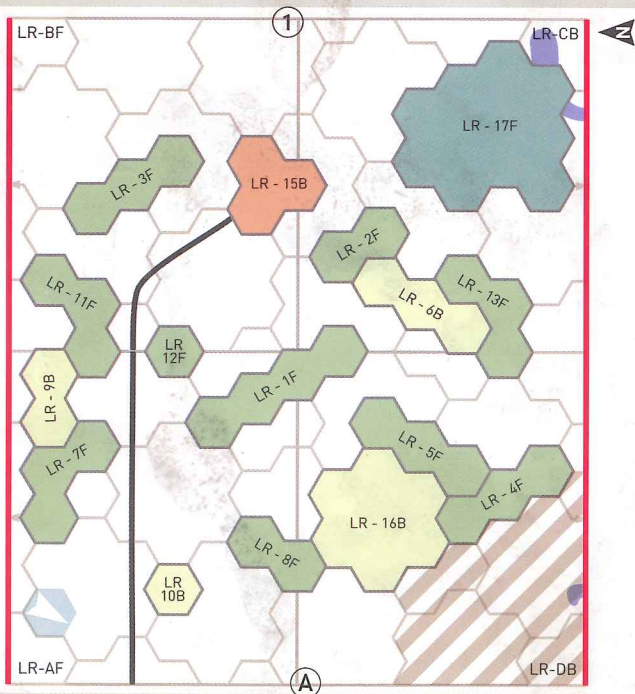 LR-BF
1
LR-CB
N
LR - 17F
LR - 3F
LR - 15B
LR - 2F
LR - 11F
LR - 6B
LR - 13F
LR
12F
LR - 9B
LR - 1F
LR - 7F
LR - 5F
LR - 4F
LR - 16B
LR - 8F
LR
10B
LR-AF
A
LR-DB